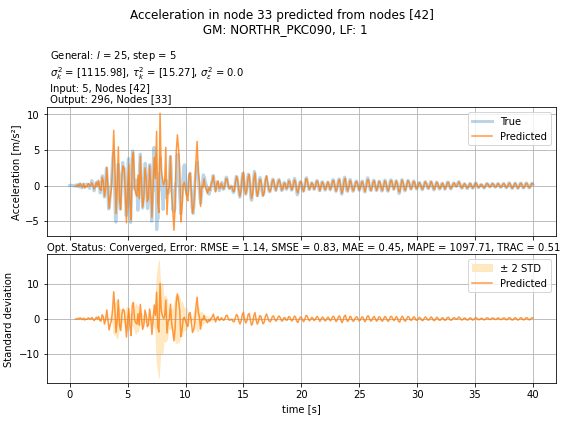 Acceleration in node 33 predicted from nodes [42]
GM: NORTHR_PKC090, LF: 1
General: l = 25, step = 5
σ²_k = [1115.98], τ²_k = [15.27], σ²_ε = 0.0
Input: 5, Nodes [42]
Output: 296, Nodes [33]
10
5
0
−5
Acceleration [m/s²]
True
Predicted
Opt. Status: Converged, Error: RMSE = 1.14, SMSE = 0.83, MAE = 0.45, MAPE = 1097.71, TRAC = 0.51
10
0
−10
Standard deviation
± 2 STD
Predicted
0 5 10 15 20 25 30 35 40
time [s]